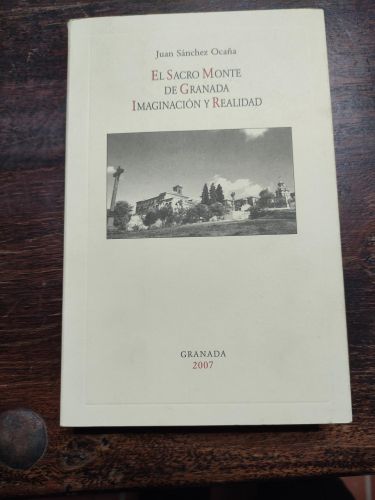 Juan Sánchez Ocaña
El Sacro Monte
de Granada
Imaginación y Realidad
GRANADA
2007